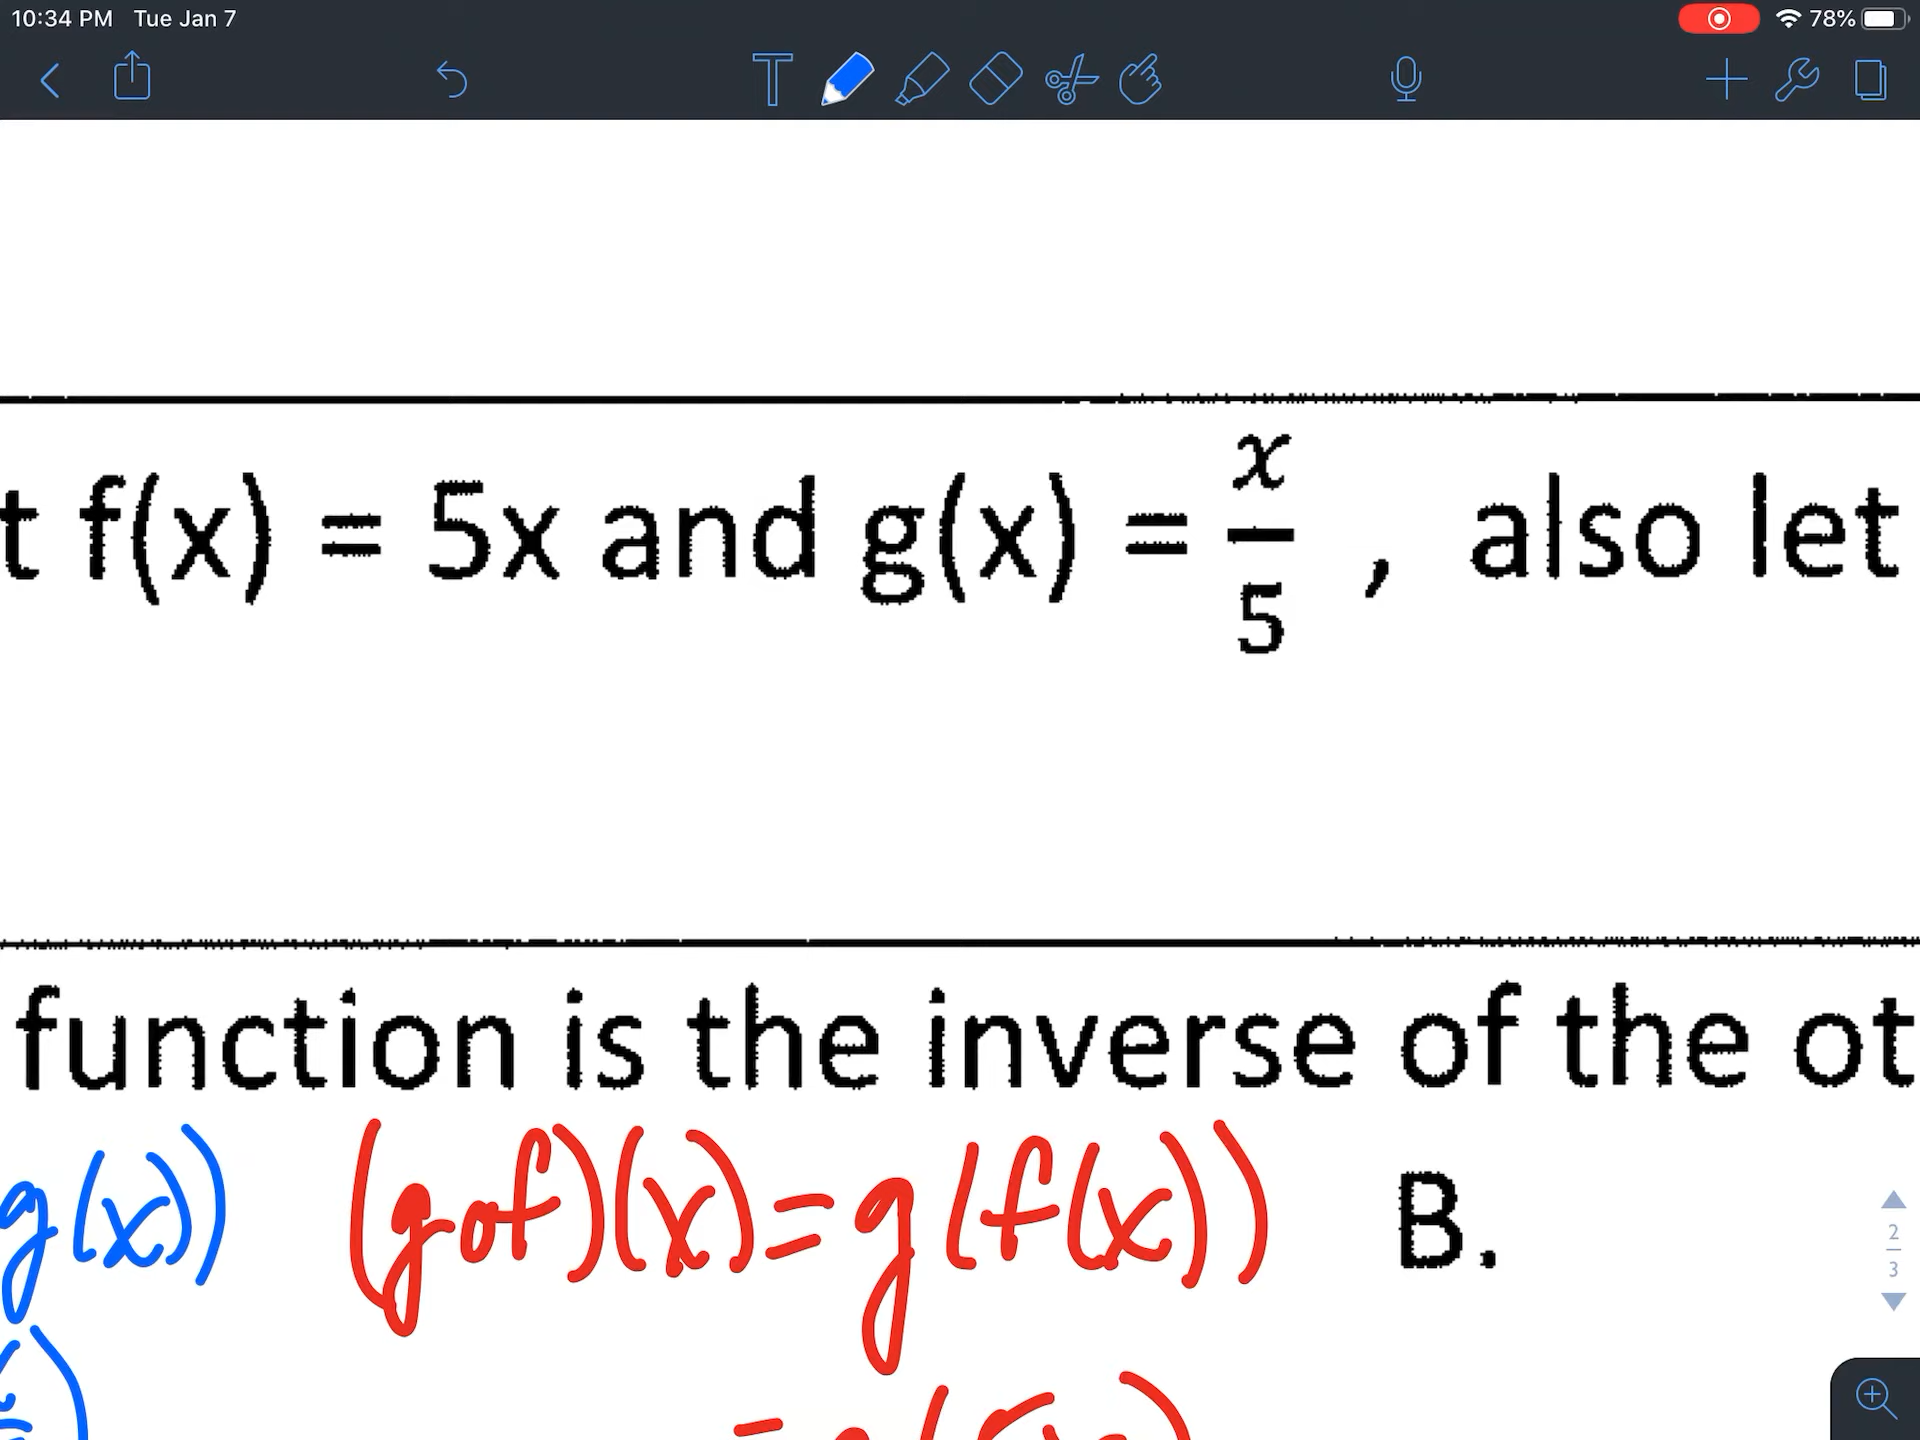 10:34 PM Tue Jan 7 78%
t f(x) = 5x and g(x) = x/5 , also let
function is the inverse of the ot
g(x)) (gof)(x)=g(f(x)) B.
2
3